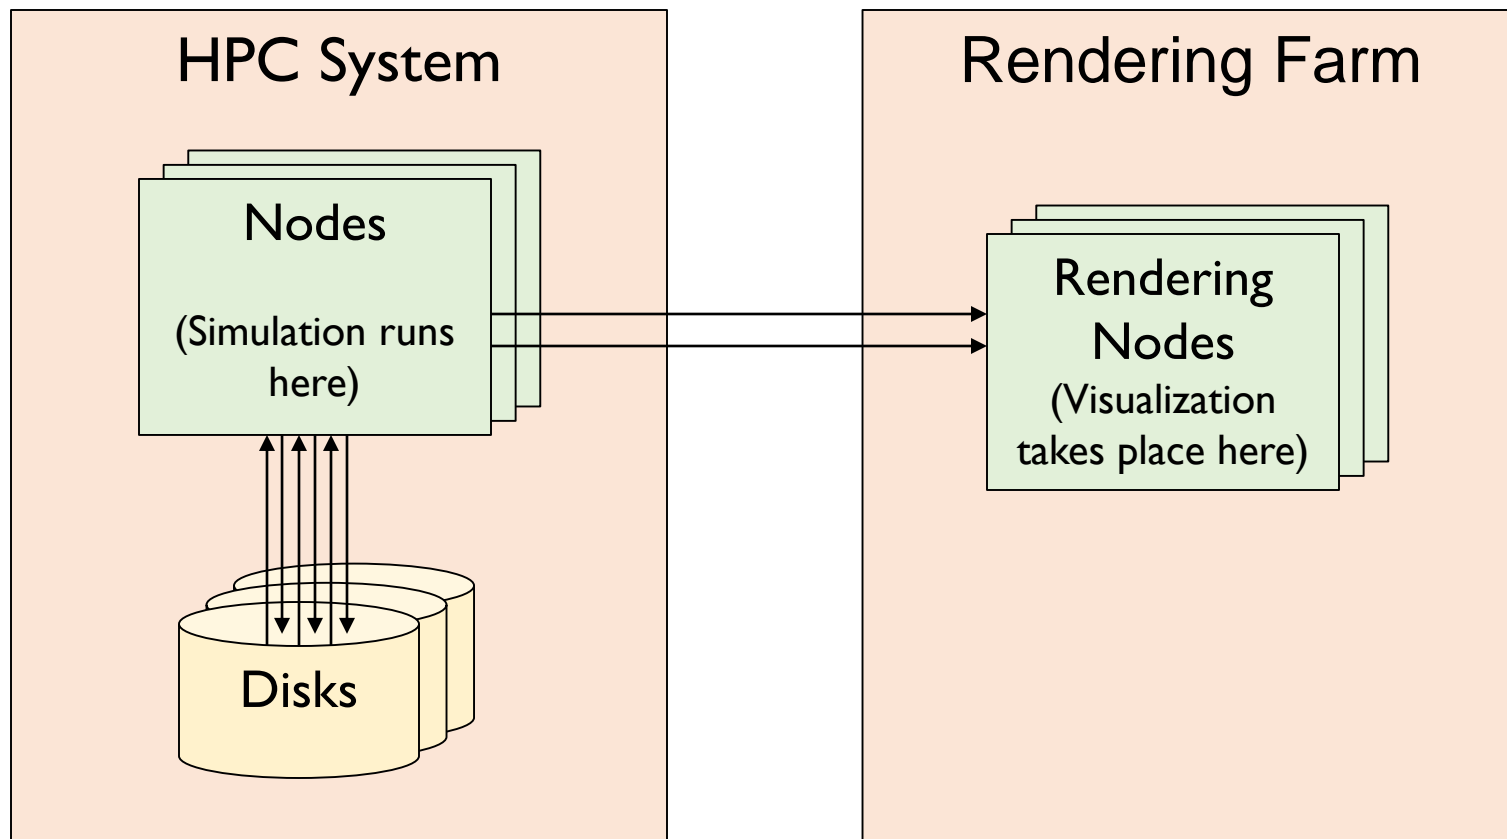 HPC System
Rendering Farm
Nodes
(Simulation runs
here)
Rendering
Nodes
(Visualization
takes place here)
Disks